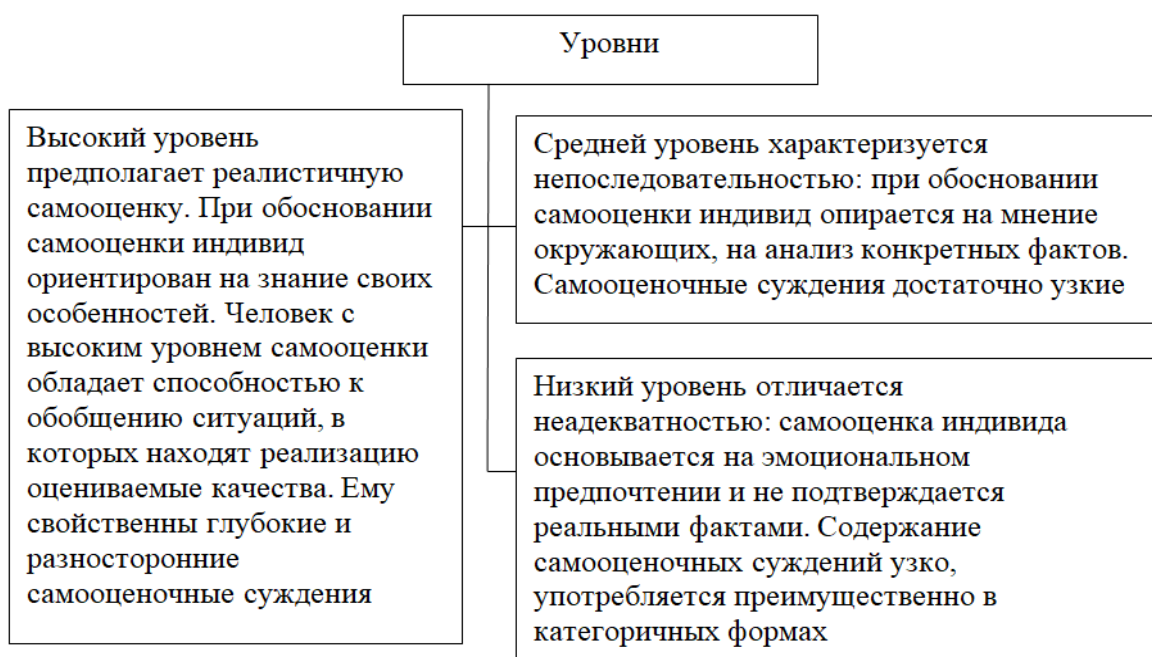 Уровни
Высокий уровень
предполагает реалистичную
самооценку. При обосновании
самооценки индивид
ориентирован на знание своих
особенностей. Человек с
высоким уровнем самооценки
обладает способностью к
обобщению ситуаций, в
которых находят реализацию
оцениваемые качества. Ему
свойственны глубокие и
разносторонние
самооценочные суждения
Средней уровень характеризуется
непоследовательностью: при обосновании
самооценки индивид опирается на мнение
окружающих, на анализ конкретных фактов.
Самооценочные суждения достаточно узкие
Низкий уровень отличается
неадекватностью: самооценка индивида
основывается на эмоциональном
предпочтении и не подтверждается
реальными фактами. Содержание
самооценочных суждений узко,
употребляется преимущественно в
категоричных формах